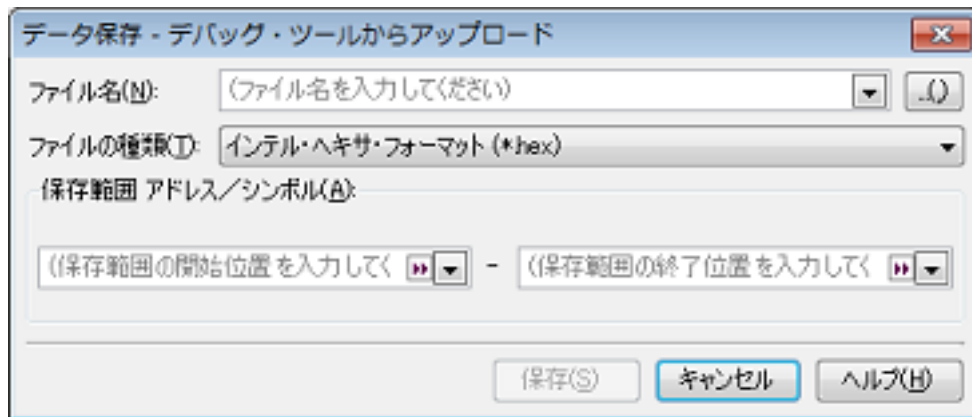 データ保存 - デバッグ・ツールからアップロード
ファイル名(N): (ファイル名を入力してください) ...()
ファイルの種類(T): インテル・ヘキサ・フォーマット (*.hex)
保存範囲 アドレス／シンボル(A):
(保存範囲の開始位置を入力してく - (保存範囲の終了位置を入力してく
保存(S) キャンセル ヘルプ(H)